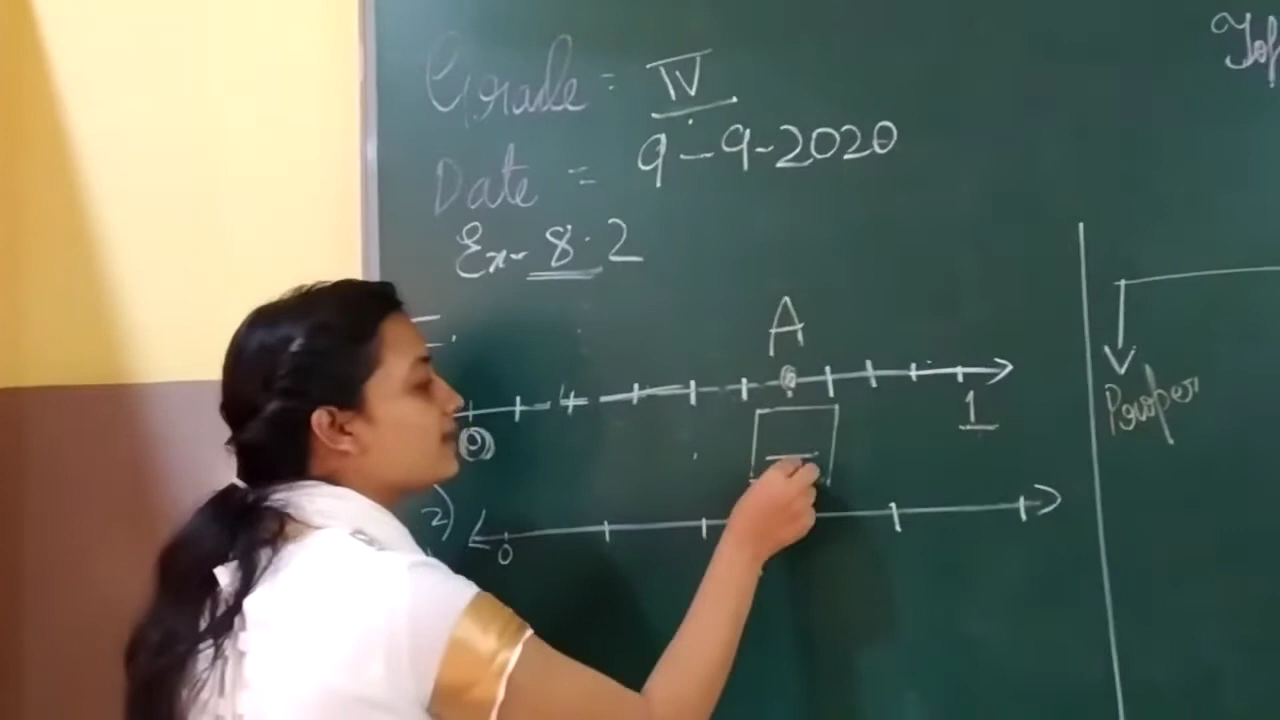 Grade = IV
Date = 9-9-2020
Ex- 8.2
A
0
1
2)
0
Proper